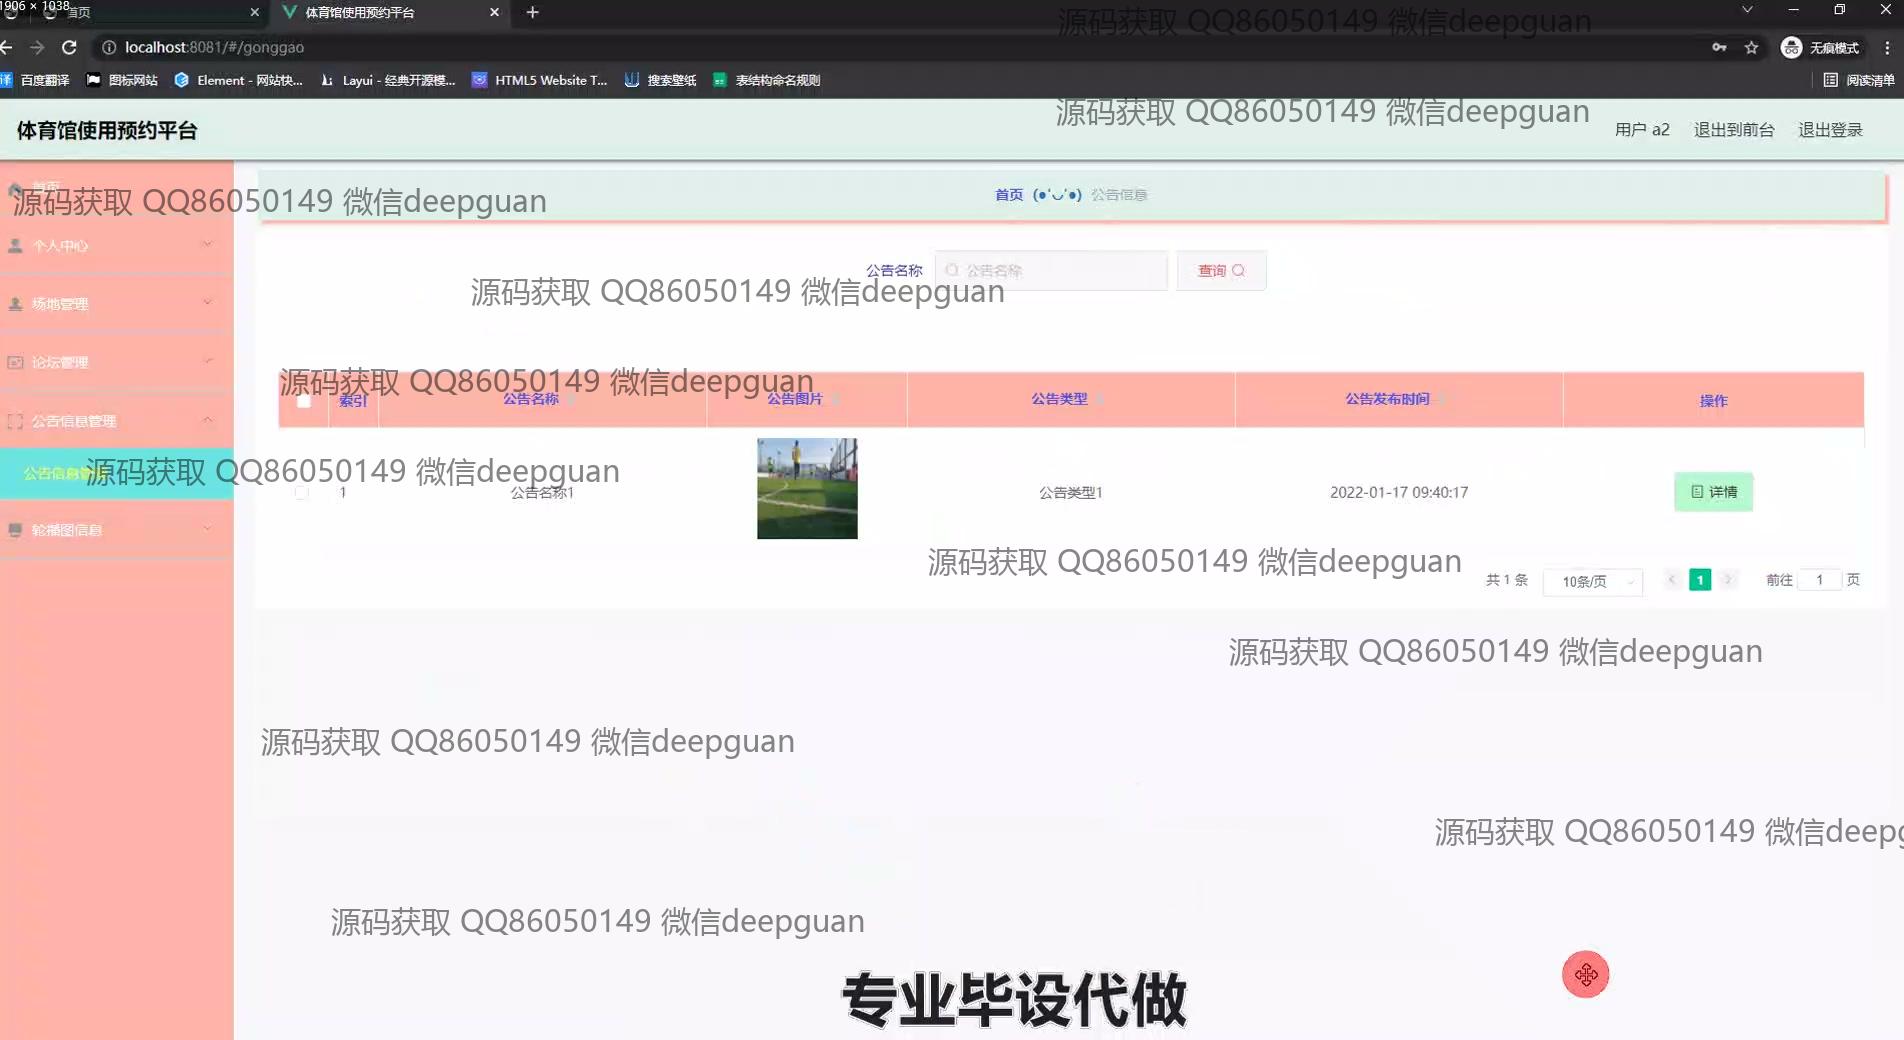 1906 × 1038
首页
体育馆使用预约平台
localhost:8081/#/gonggao
无痕模式
百度翻译
图标网站
Element - 网站快...
Layui - 经典开源模...
HTML5 Website T...
搜索壁纸
表结构命名规则
阅读清单
源码获取 QQ86050149 微信deepguan
体育馆使用预约平台
源码获取 QQ86050149 微信deepguan
用户 a2
退出到前台
退出登录
首页
源码获取 QQ86050149 微信deepguan
首页 (●'◡'●) 公告信息
个人中心
公告名称
公告名称
查询
源码获取 QQ86050149 微信deepguan
场地管理
论坛管理
源码获取 QQ86050149 微信deepguan
索引
公告名称
公告图片
公告类型
公告发布时间
操作
公告信息管理
公告信息管理
源码获取 QQ86050149 微信deepguan
1
公告名称1
公告类型1
2022-01-17 09:40:17
详情
轮播图信息
源码获取 QQ86050149 微信deepguan
共 1 条
10条/页
1
前往 1 页
源码获取 QQ86050149 微信deepguan
源码获取 QQ86050149 微信deepguan
源码获取 QQ86050149 微信deepg
源码获取 QQ86050149 微信deepguan
专业毕设代做